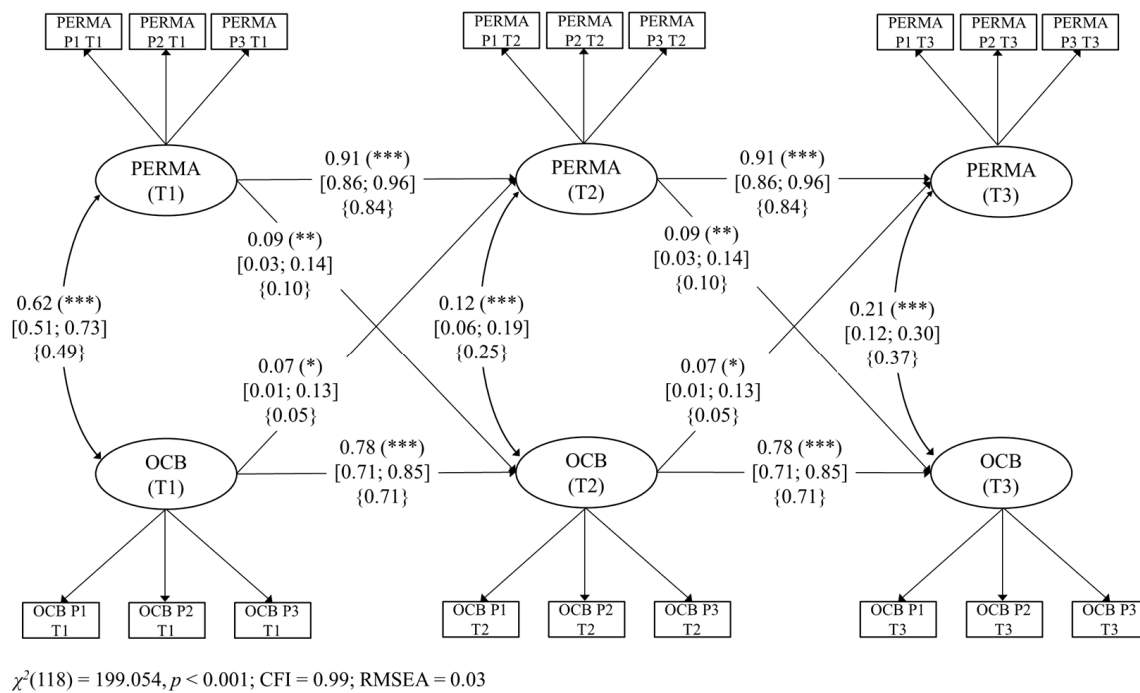 PERMA
P1 T1
PERMA
P2 T1
PERMA
P3 T1
PERMA
P1 T2
PERMA
P2 T2
PERMA
P3 T2
PERMA
P1 T3
PERMA
P2 T3
PERMA
P3 T3
PERMA
(T1)
0.91 (***)
[0.86; 0.96]
{0.84}
PERMA
(T2)
0.91 (***)
[0.86; 0.96]
{0.84}
PERMA
(T3)
0.09 (**)
[0.03; 0.14]
{0.10}
0.09 (**)
[0.03; 0.14]
{0.10}
0.62 (***)
[0.51; 0.73]
{0.49}
0.12 (***)
[0.06; 0.19]
{0.25}
0.21 (***)
[0.12; 0.30]
{0.37}
0.07 (*)
[0.01; 0.13]
{0.05}
0.07 (*)
[0.01; 0.13]
{0.05}
OCB
(T1)
0.78 (***)
[0.71; 0.85]
{0.71}
OCB
(T2)
0.78 (***)
[0.71; 0.85]
{0.71}
OCB
(T3)
OCB P1
T1
OCB P2
T1
OCB P3
T1
OCB P1
T2
OCB P2
T2
OCB P3
T2
OCB P1
T3
OCB P2
T3
OCB P3
T3
χ²(118) = 199.054, p < 0.001; CFI = 0.99; RMSEA = 0.03